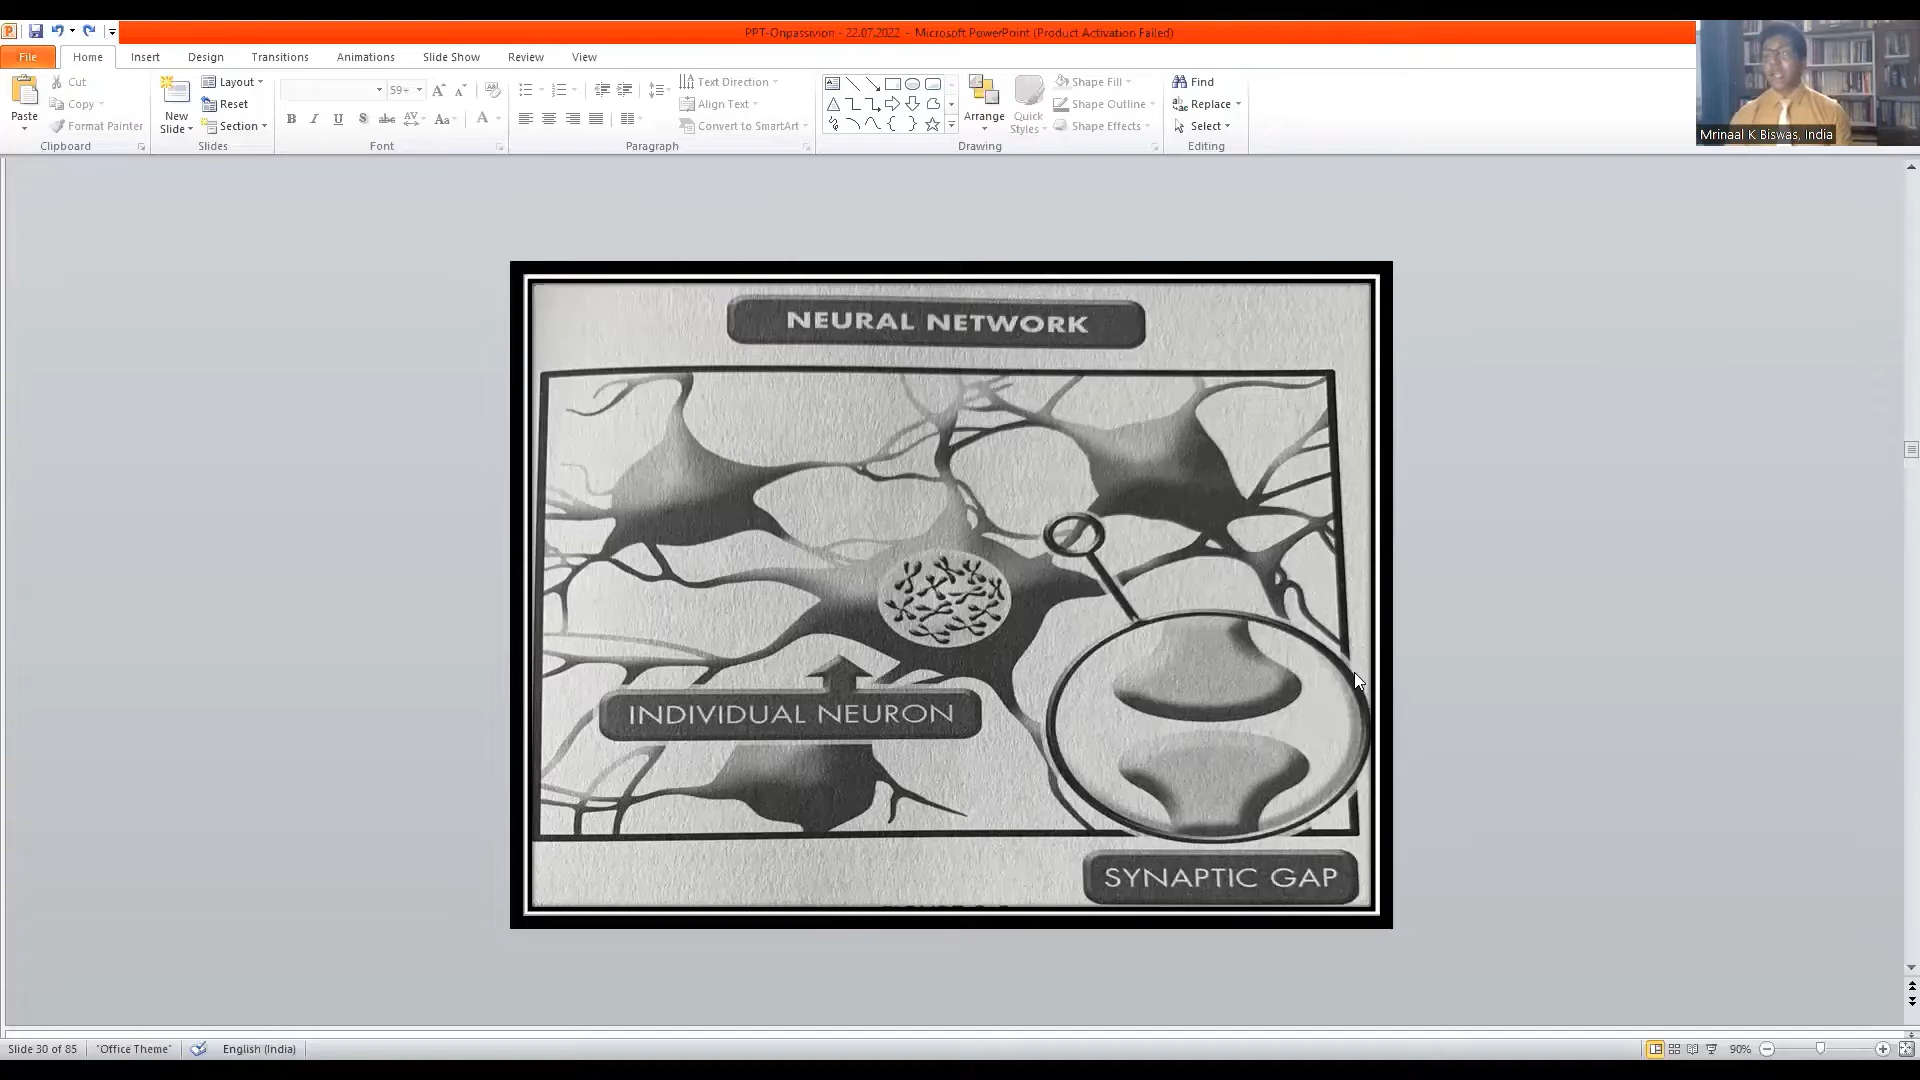 PPT-Onpassivion - 22.07.2022 - Microsoft PowerPoint (Product Activation Failed)
File Home Insert Design Transitions Animations Slide Show Review View
Paste
Cut
Copy
Format Painter
Clipboard
New Slide
Layout
Reset
Section
Slides
59+
Font
Text Direction
Align Text
Convert to SmartArt
Paragraph
Arrange
Quick Styles
Shape Fill
Shape Outline
Shape Effects
Drawing
Find
Replace
Select
Editing
Mrinaal K Biswas, India
NEURAL NETWORK
INDIVIDUAL NEURON
SYNAPTIC GAP
Slide 30 of 85 "Office Theme" English (India) 90%